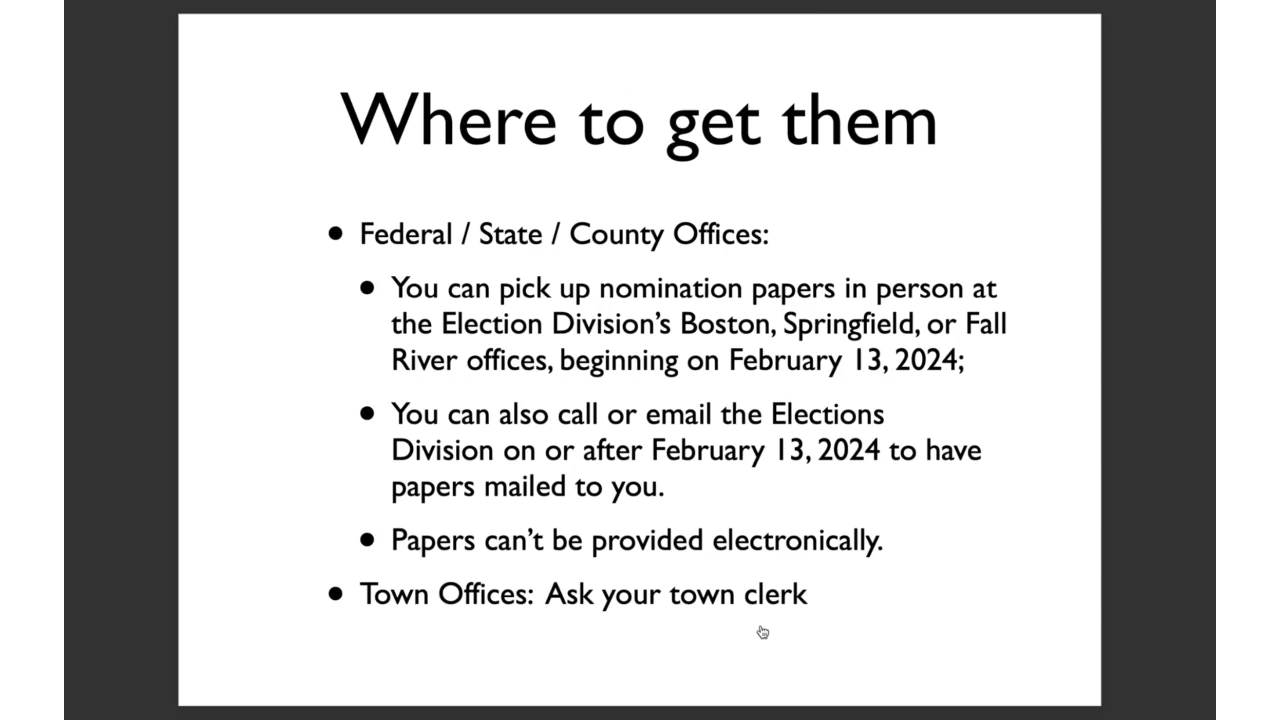 Where to get them
• Federal / State / County Offices:
• You can pick up nomination papers in person at
the Election Division’s Boston, Springfield, or Fall
River offices, beginning on February 13, 2024;
• You can also call or email the Elections
Division on or after February 13, 2024 to have
papers mailed to you.
• Papers can’t be provided electronically.
• Town Offices: Ask your town clerk